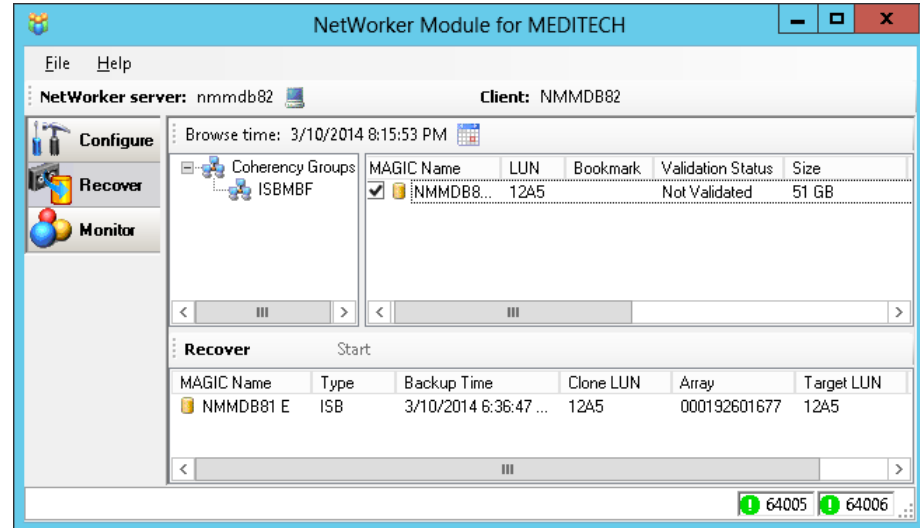 NetWorker Module for MEDITECH
File Help
NetWorker server: nmmdb82 Client: NMMDB82
Configure
Recover
Monitor
Browse time: 3/10/2014 8:15:53 PM
Coherency Groups
ISBMBF
MAGIC Name LUN Bookmark Validation Status Size
NMMDB8... 12A5 Not Validated 51 GB
Recover Start
MAGIC Name Type Backup Time Clone LUN Array Target LUN
NMMDB81 E ISB 3/10/2014 6:36:47 ... 12A5 000192601677 12A5
64005 64006